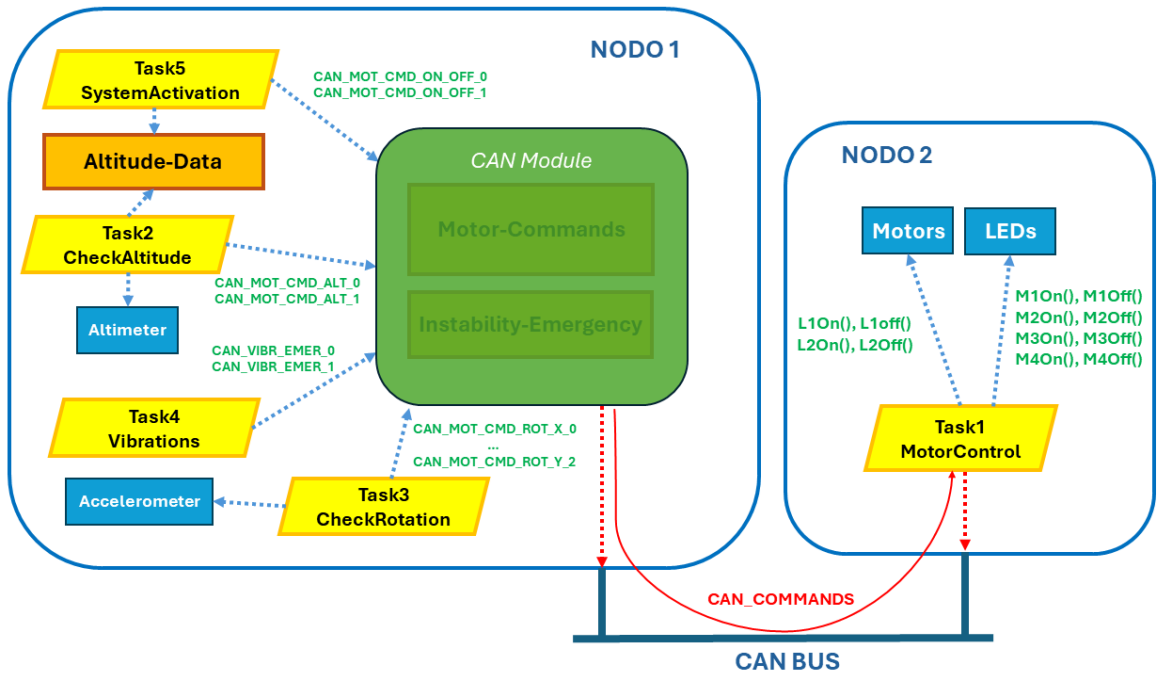 NODO 1
Task5
SystemActivation
CAN_MOT_CMD_ON_OFF_0
CAN_MOT_CMD_ON_OFF_1
Altitude-Data
CAN Module
Motor-Commands
Instability-Emergency
Task2
CheckAltitude
CAN_MOT_CMD_ALT_0
CAN_MOT_CMD_ALT_1
Altimeter
CAN_VIBR_EMER_0
CAN_VIBR_EMER_1
Task4
Vibrations
CAN_MOT_CMD_ROT_X_0
...
CAN_MOT_CMD_ROT_Y_2
Accelerometer
Task3
CheckRotation
NODO 2
Motors
LEDs
L1On(), L1off()
L2On(), L2Off()
M1On(), M1Off()
M2On(), M2Off()
M3On(), M3Off()
M4On(), M4Off()
Task1
MotorControl
CAN_COMMANDS
CAN BUS